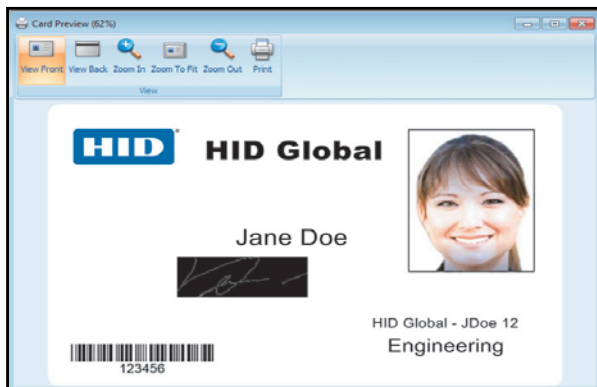 Card Preview (62%)
View Front View Back Zoom In Zoom To Fit Zoom Out Print
View
HID HID Global
Jane Doe
HID Global - JDoe 12
Engineering
123456